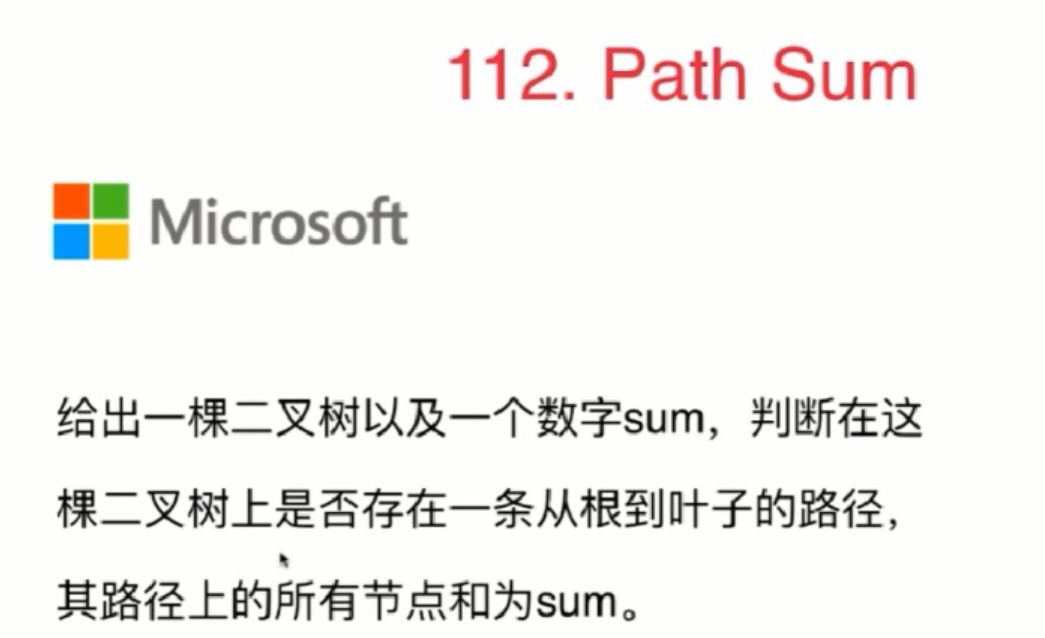 112. Path Sum
Microsoft
给出一棵二叉树以及一个数字sum，判断在这
棵二叉树上是否存在一条从根到叶子的路径，
其路径上的所有节点和为sum。